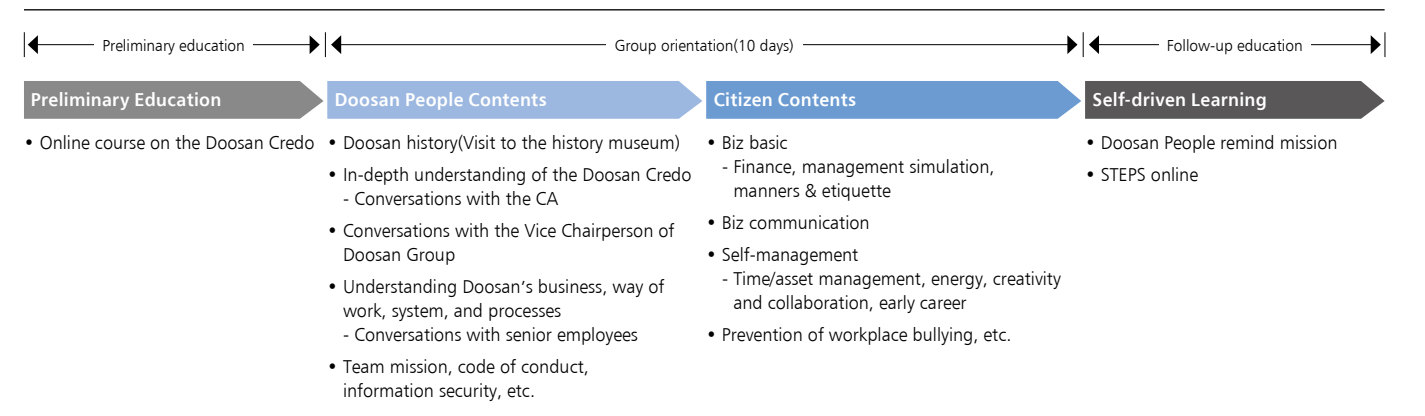 Preliminary education
Group orientation(10 days)
Follow-up education
Preliminary Education
• Online course on the Doosan Credo
Doosan People Contents
• Doosan history(Visit to the history museum)
• In-depth understanding of the Doosan Credo
- Conversations with the CA
• Conversations with the Vice Chairperson of
Doosan Group
• Understanding Doosan's business, way of
work, system, and processes
- Conversations with senior employees
• Team mission, code of conduct,
information security, etc.
Citizen Contents
• Biz basic
- Finance, management simulation,
manners & etiquette
• Biz communication
• Self-management
- Time/asset management, energy, creativity
and collaboration, early career
• Prevention of workplace bullying, etc.
Self-driven Learning
• Doosan People remind mission
• STEPS online